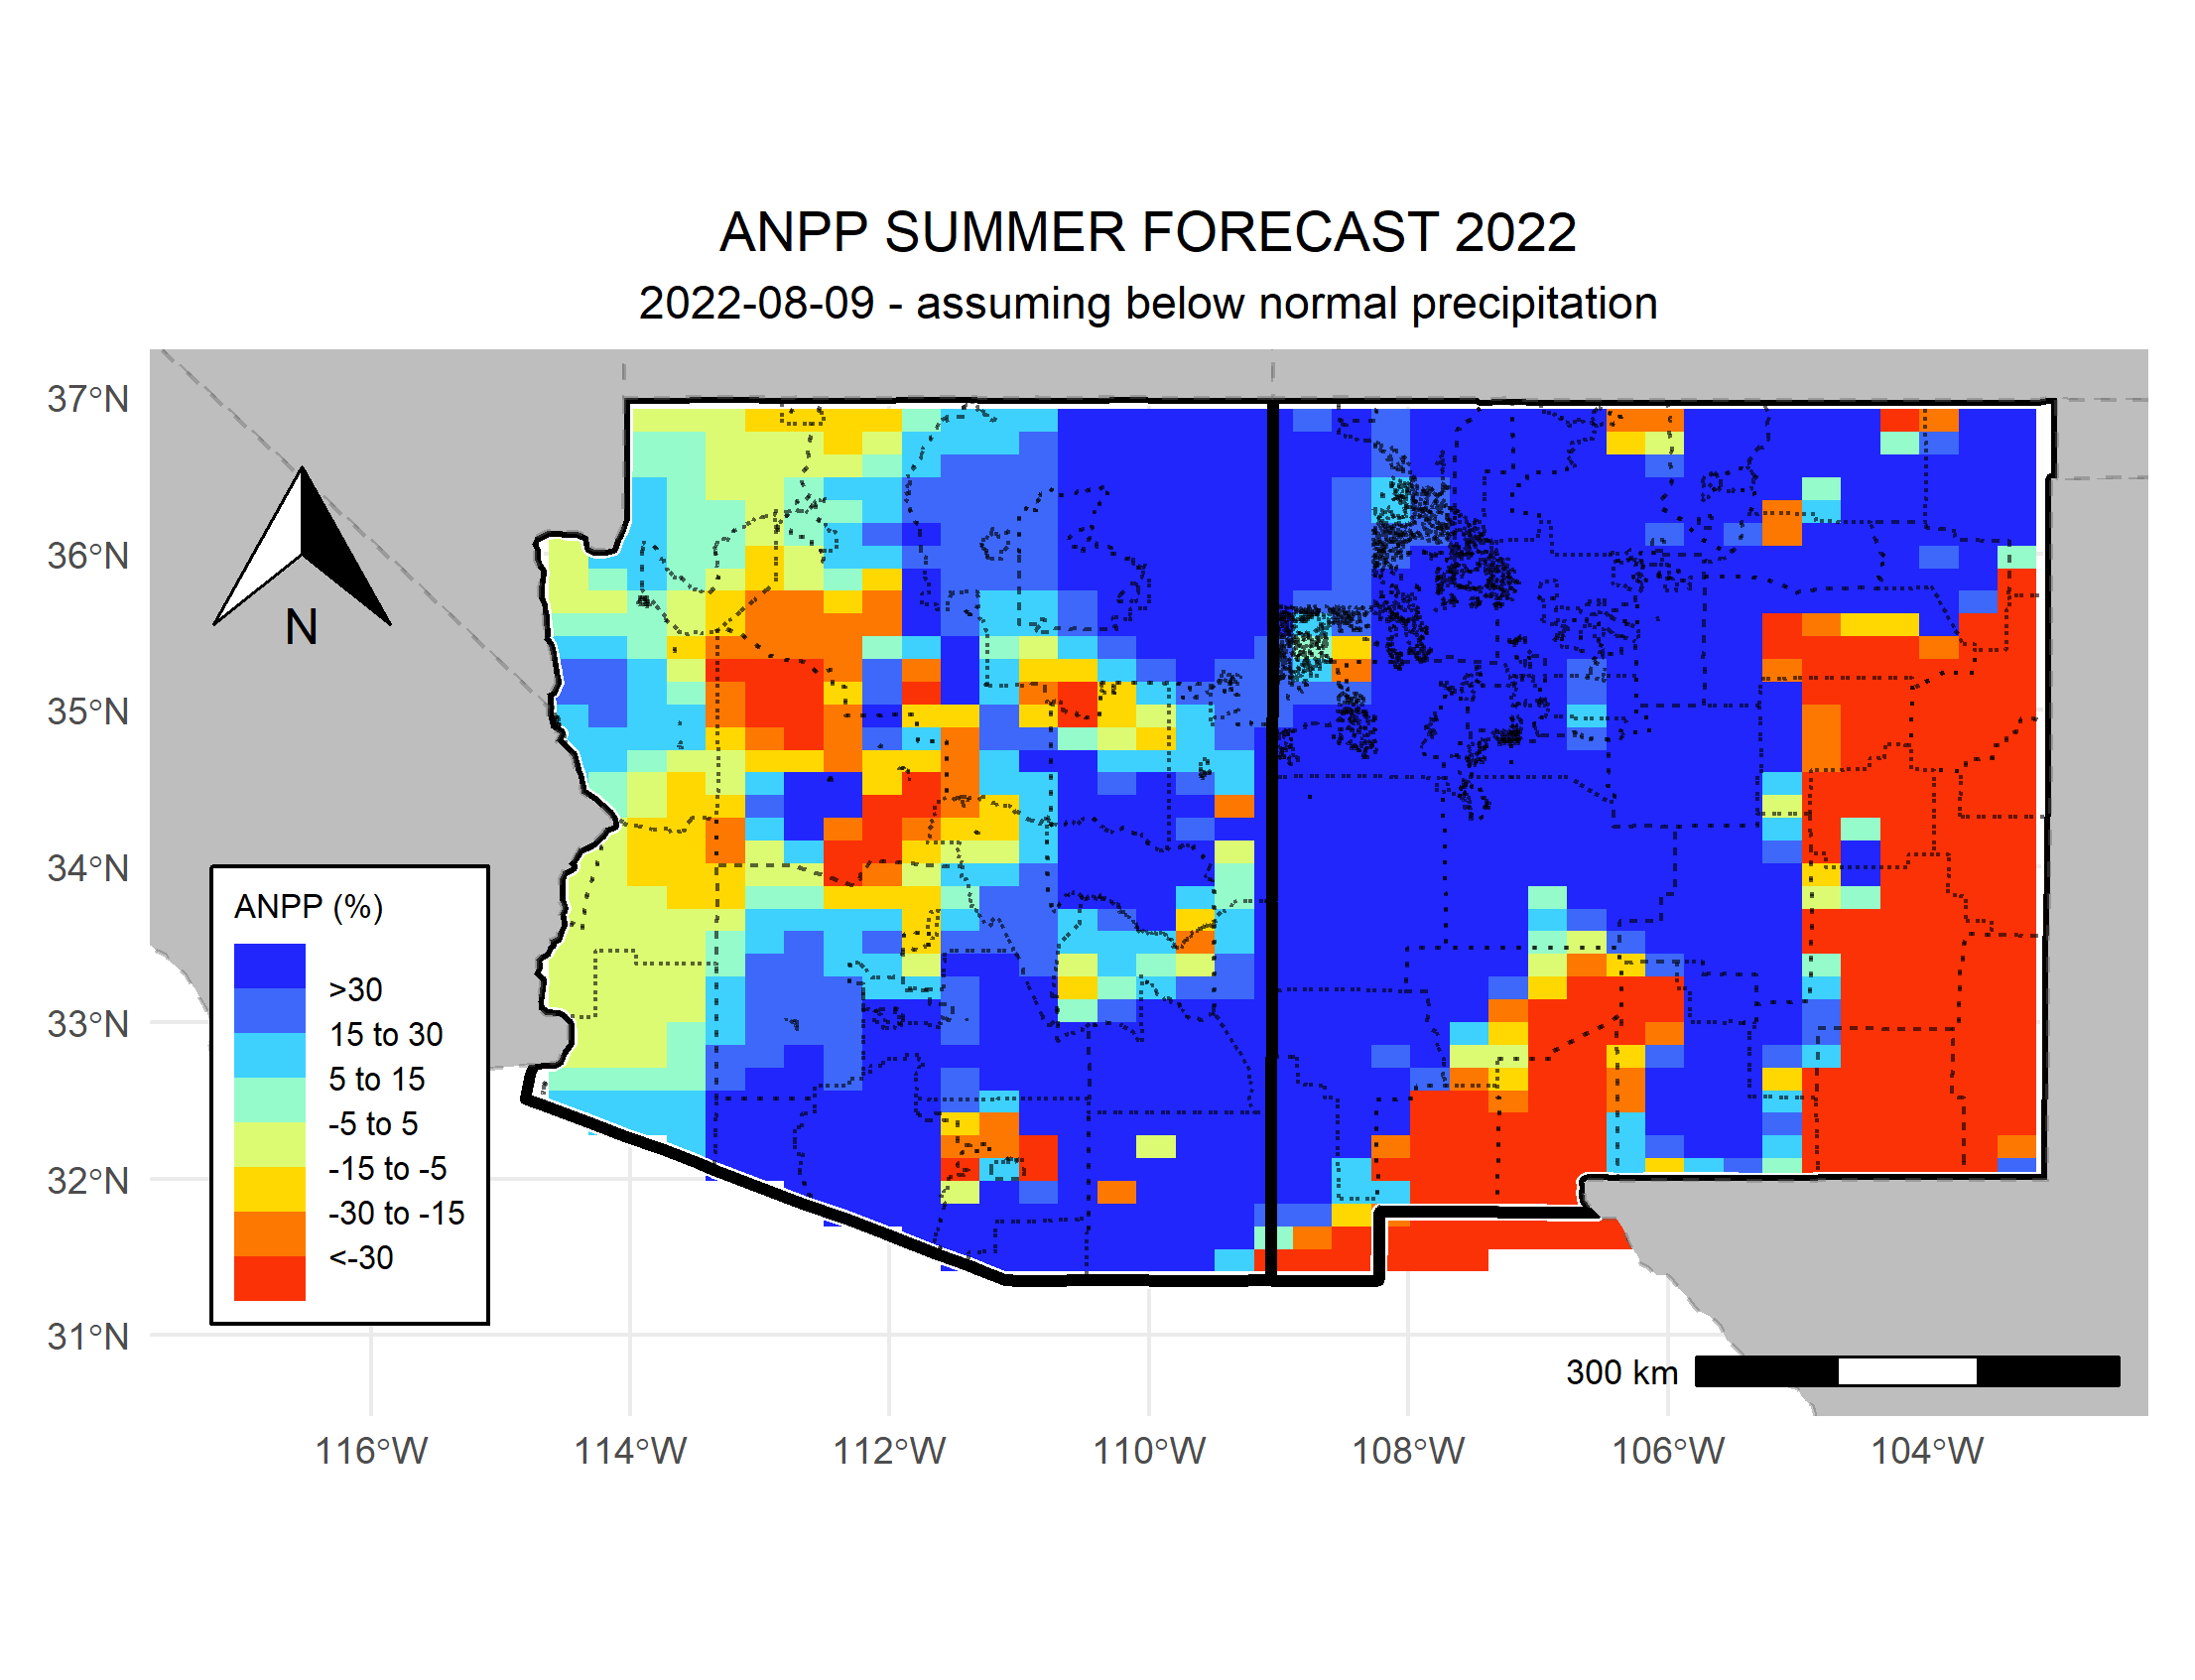 ANPP SUMMER FORECAST 2022
2022-08-09 - assuming below normal precipitation
37°N
36°N
35°N
34°N
33°N
32°N
31°N
N
ANPP (%)
>30
15 to 30
5 to 15
-5 to 5
-15 to -5
-30 to -15
<-30
300 km
116°W
114°W
112°W
110°W
108°W
106°W
104°W